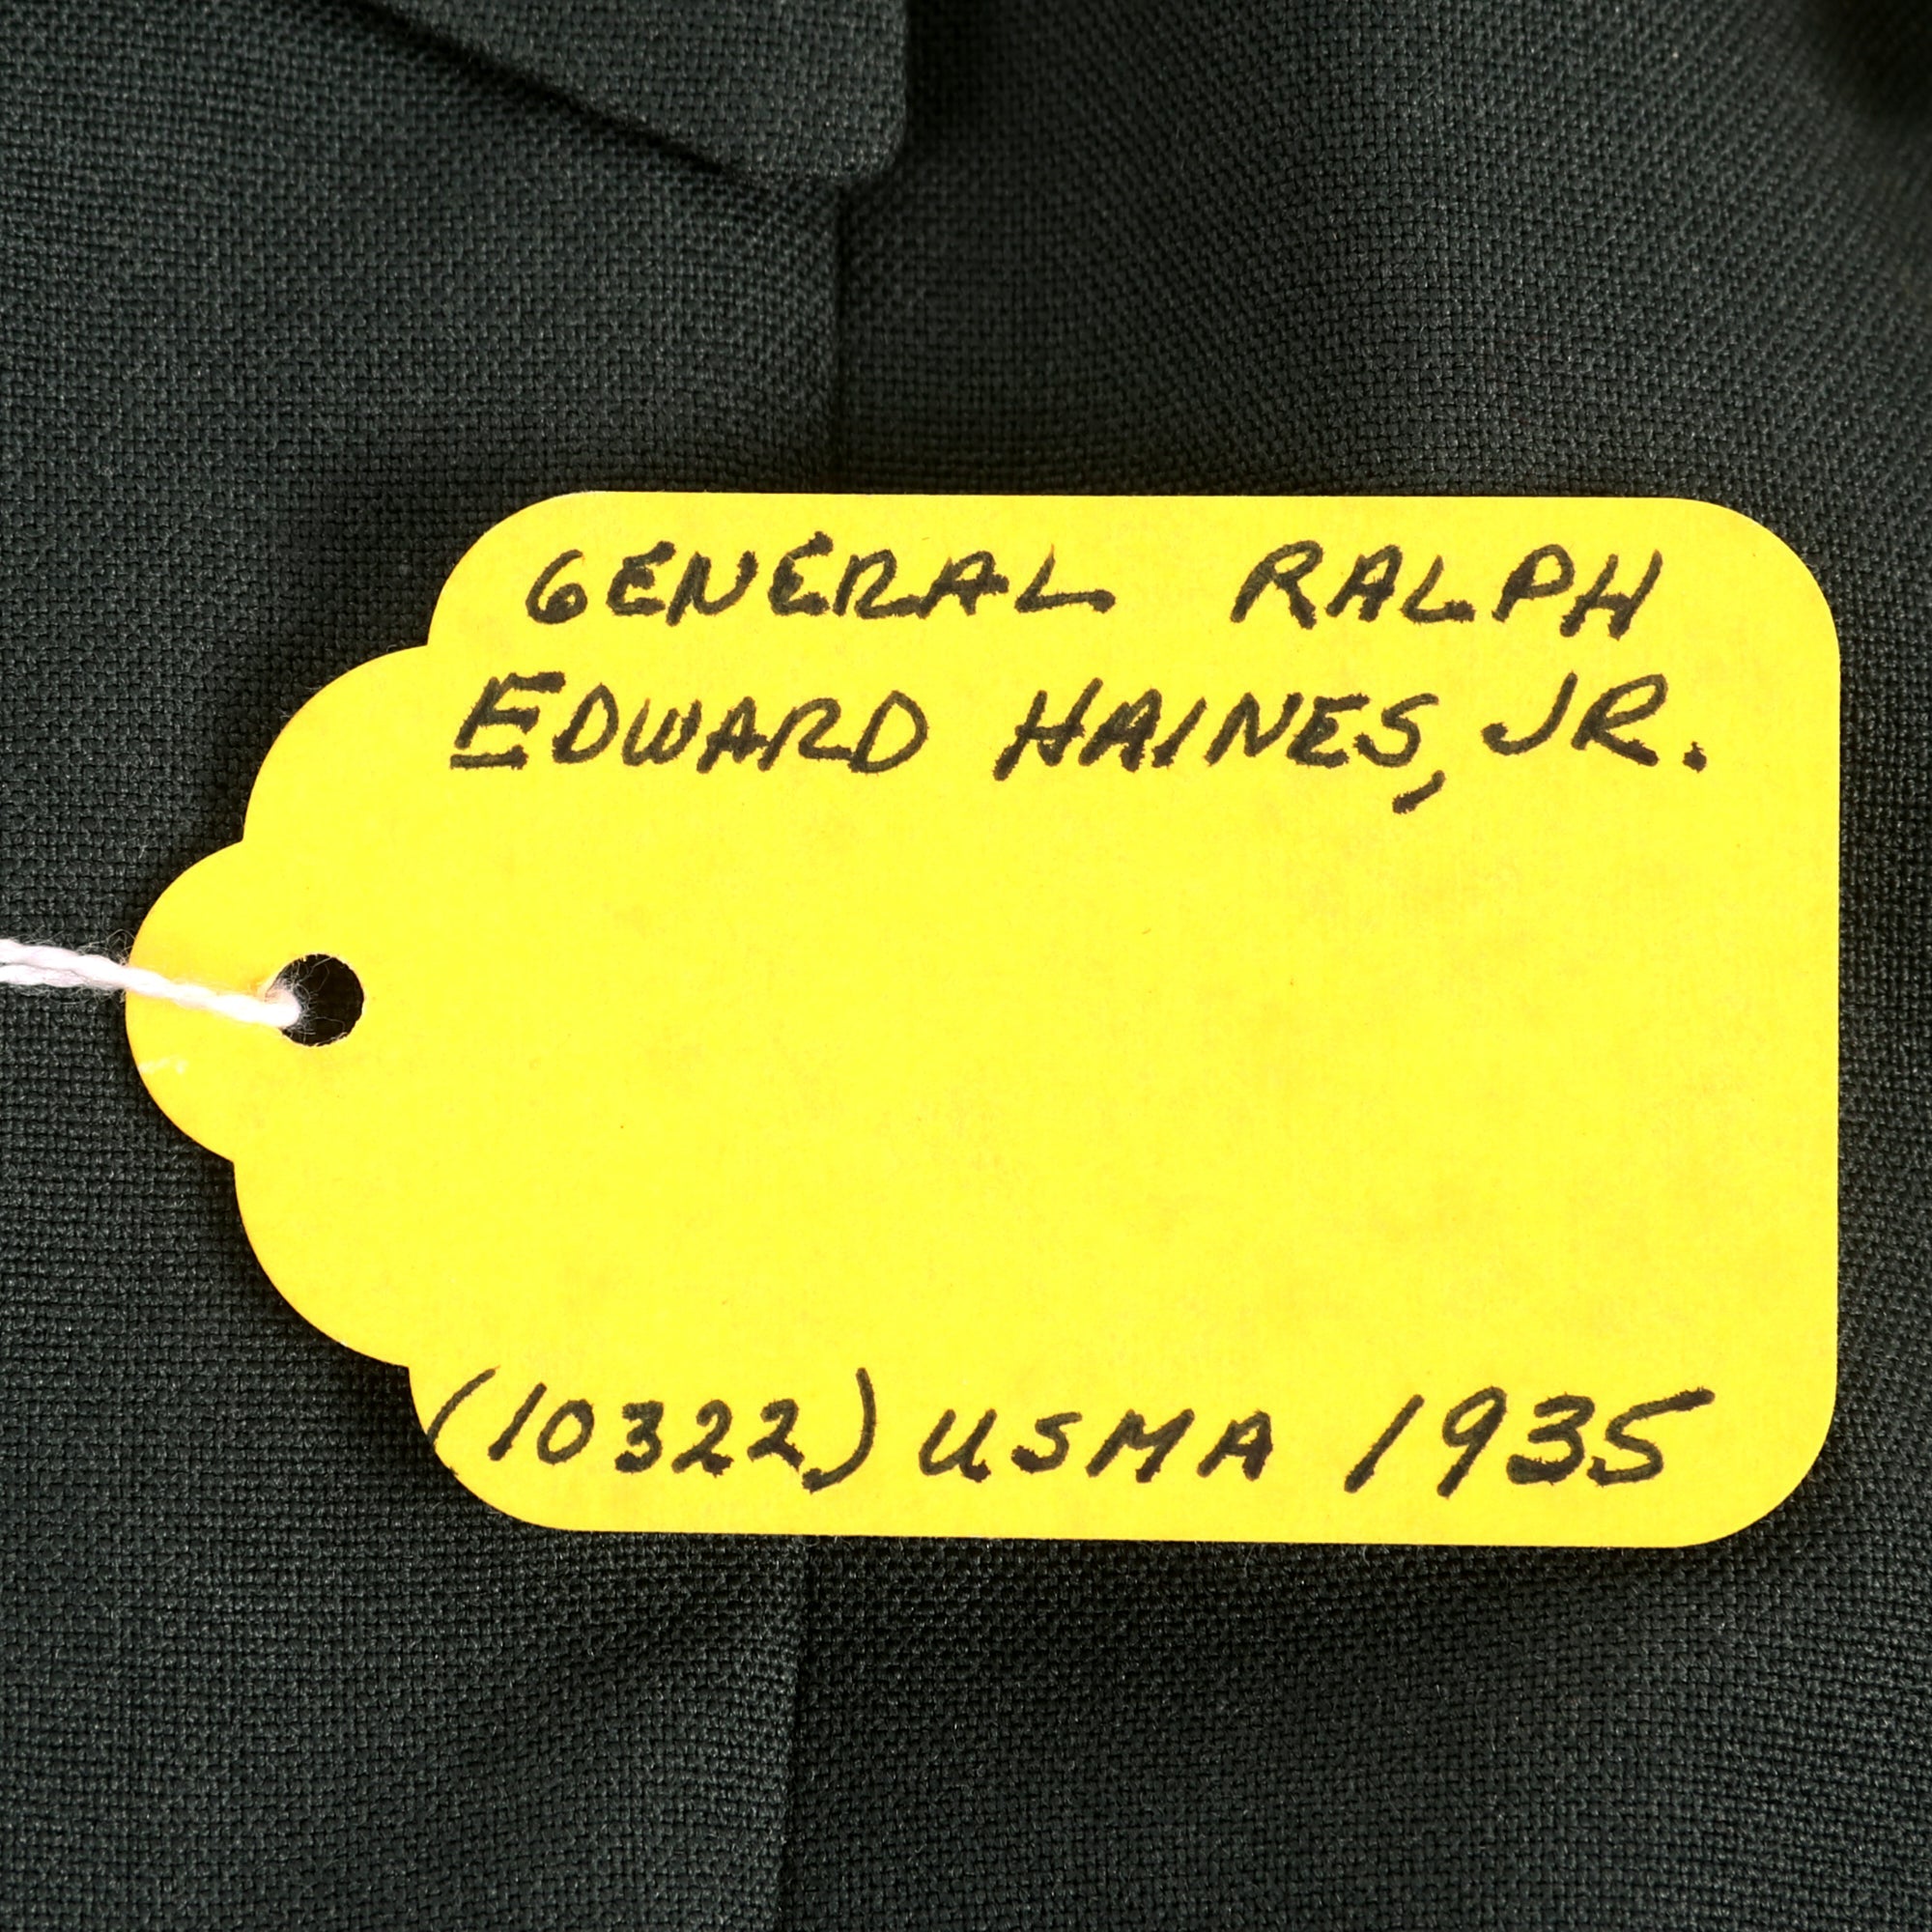 GENERAL RALPH
EDWARD HAINES, JR.
(10322) USMA 1935